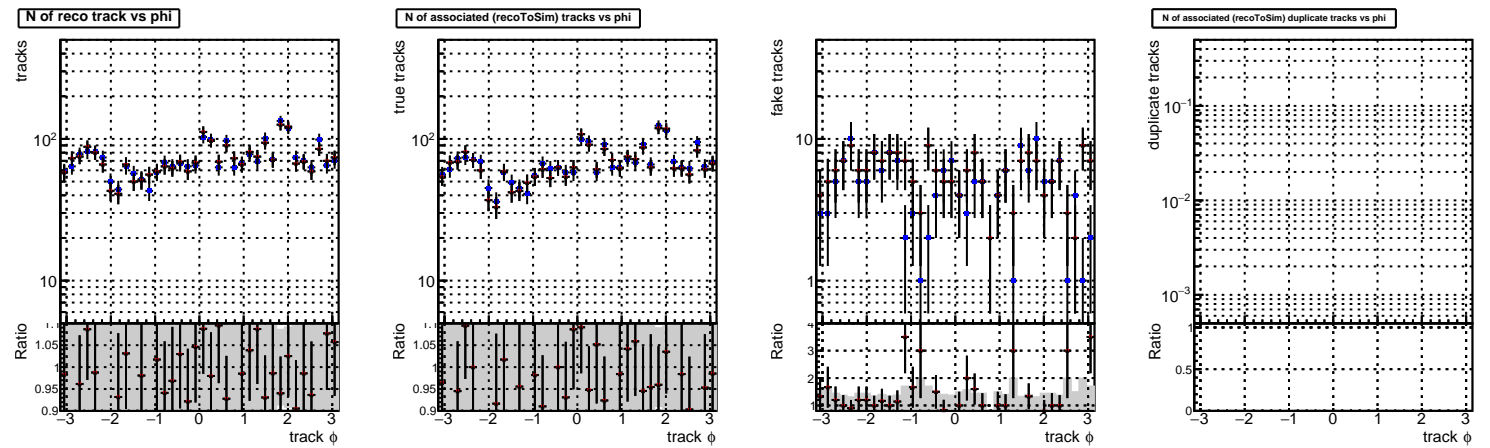 N of reco track vs phi
tracks
10²
10
Ratio
1.1
1.05
1
0.95
0.9
−3 −2 −1 0 1 2 3
track ϕ
N of associated (recoToSim) tracks vs phi
true tracks
10²
10
Ratio
1.1
1.05
1
0.95
0.9
−3 −2 −1 0 1 2 3
track ϕ
fake tracks
10
1
Ratio
4
3
2
1
−3 −2 −1 0 1 2 3
track ϕ
N of associated (recoToSim) duplicate tracks vs phi
duplicate tracks
10⁻¹
10⁻²
10⁻³
Ratio
1
0.5
0
−3 −2 −1 0 1 2 3
track ϕ